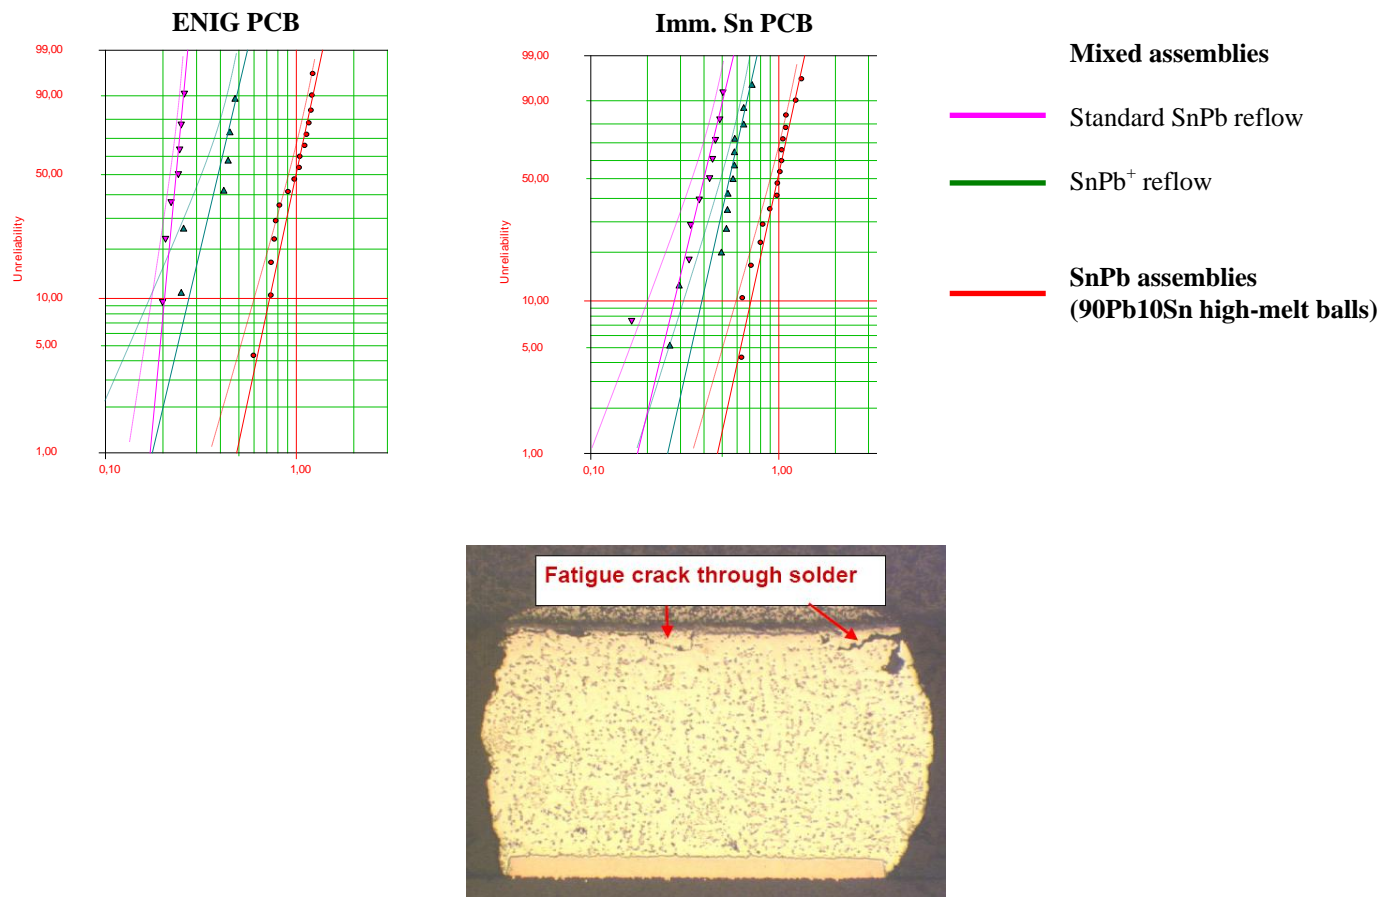 ENIG PCB
99,00
90,00
50,00
Unreliability
10,00
5,00
1,00
0,10
1,00
Imm. Sn PCB
99,00
90,00
50,00
Unreliability
10,00
5,00
1,00
0,10
1,00
Mixed assemblies
Standard SnPb reflow
SnPb+ reflow
SnPb assemblies
(90Pb10Sn high-melt balls)
Fatigue crack through solder